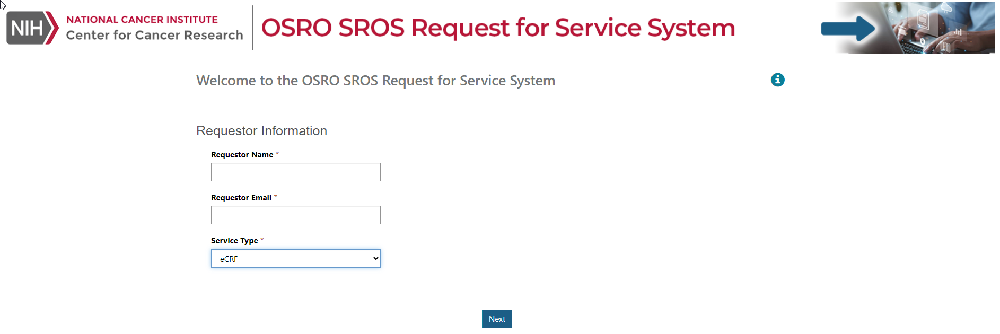 NIH
NATIONAL CANCER INSTITUTE
Center for Cancer Research
OSRO SROS Request for Service System
Welcome to the OSRO SROS Request for Service System
Requestor Information
Requestor Name *
Requestor Email *
Service Type *
eCRF
Next